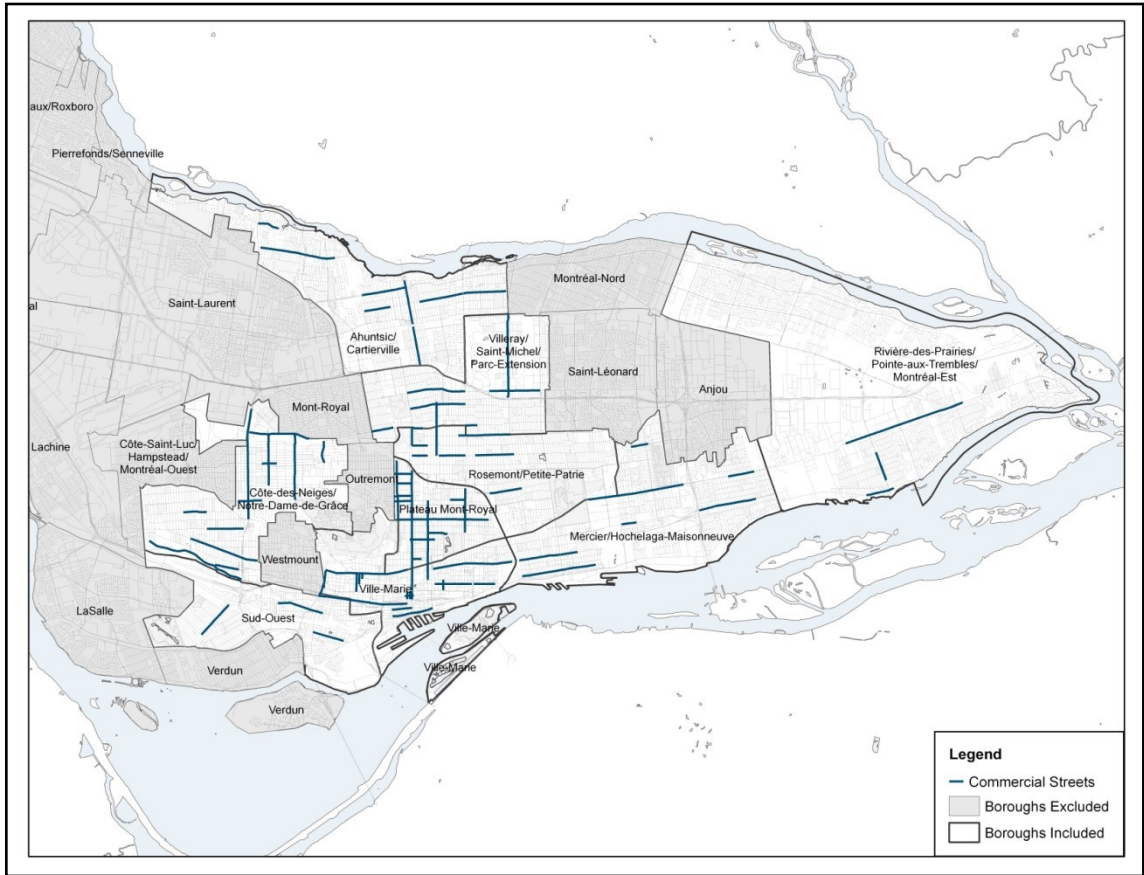 aux/Roxboro
Pierrefonds/Senneville
Montréal-Nord
Saint-Laurent
al
Ahuntsic/
Cartierville
Villeray/
Saint-Michel/
Parc-Extension
Saint-Léonard
Rivière-des-Prairies/
Pointe-aux-Trembles/
Montréal-Est
Anjou
Mont-Royal
Lachine
Côte-Saint-Luc/
Hampstead/
Montréal-Ouest
Outremon
Rosemont/Petite-Patrie
Côte-des-Neiges/
Notre-Dame-de-Grâce
Plateau Mont-Royal
Mercier/Hochelaga-Maisonneuve
Westmount
Ville-Marie
LaSalle
Sud-Ouest
Ville-Marie
Ville-Marie
Verdun
Verdun
Legend
Commercial Streets
Boroughs Excluded
Boroughs Included